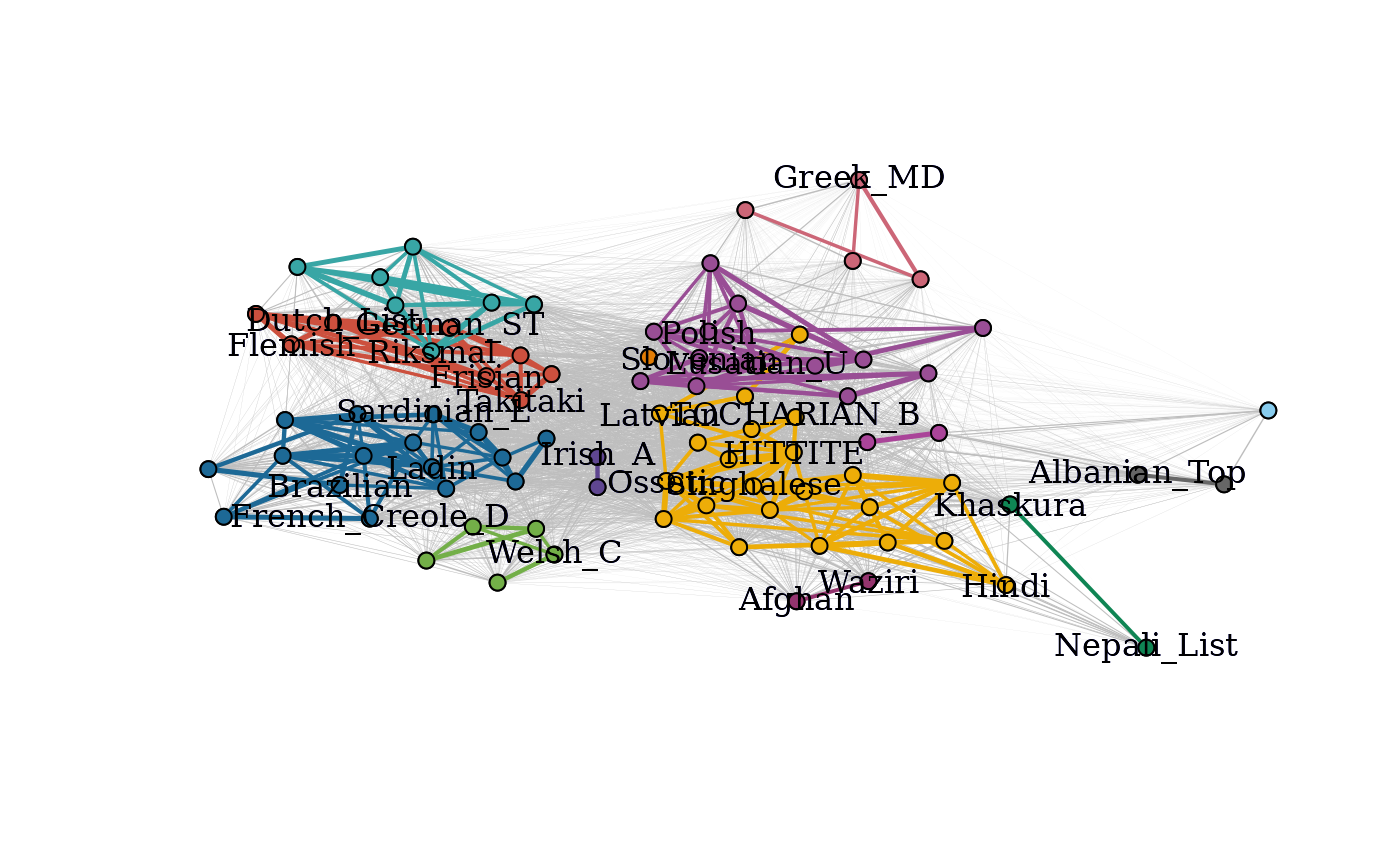 Greek_MD
Dutch_List
German_ST
Polish
Flemish
Riksmal
Slovenian
Lusatian_U
Frisian
Takitaki
Sardinian_L
Latvian
TOCHARIAN_B
Irish_A
HITTITE
Ladin
Albanian_Top
Brazilian
Ossetic
Singhalese
Khaskura
French_Creole_D
Welsh_C
Waziri
Hindi
Afghan
Nepali_List